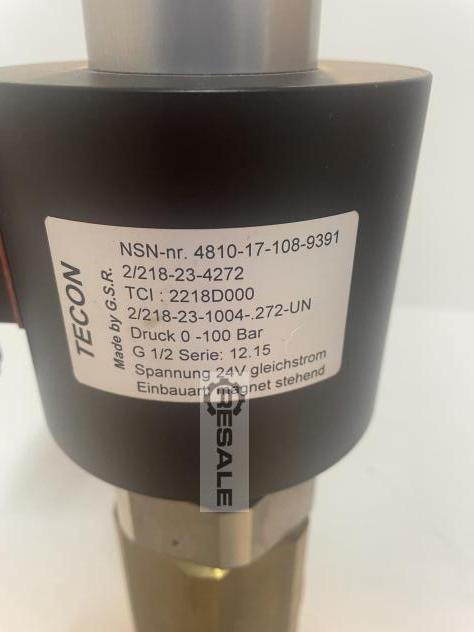 TECON
Made by G.S.R.
NSN-nr. 4810-17-108-9391
2/218-23-4272
TCI : 2218D000
2/218-23-1004-.272-UN
Druck 0 -100 Bar
G 1/2 Serie: 12.15
Spannung 24V gleichstrom
Einbauart: magnet stehend
RESALE